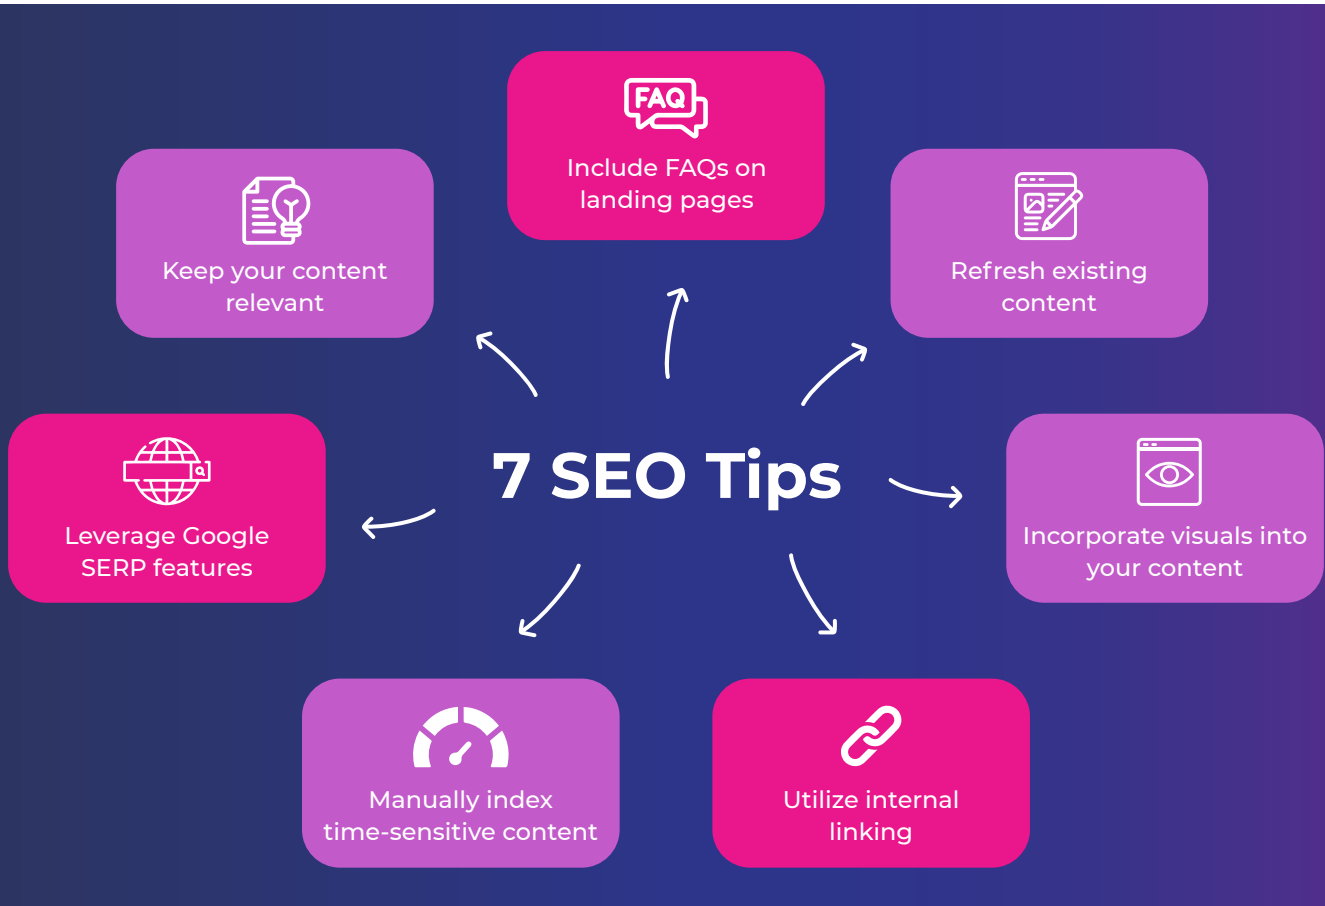 FAQ
Include FAQs on
landing pages
Keep your content
relevant
Refresh existing
content
7 SEO Tips
Leverage Google
SERP features
Incorporate visuals into
your content
Manually index
time-sensitive content
Utilize internal
linking